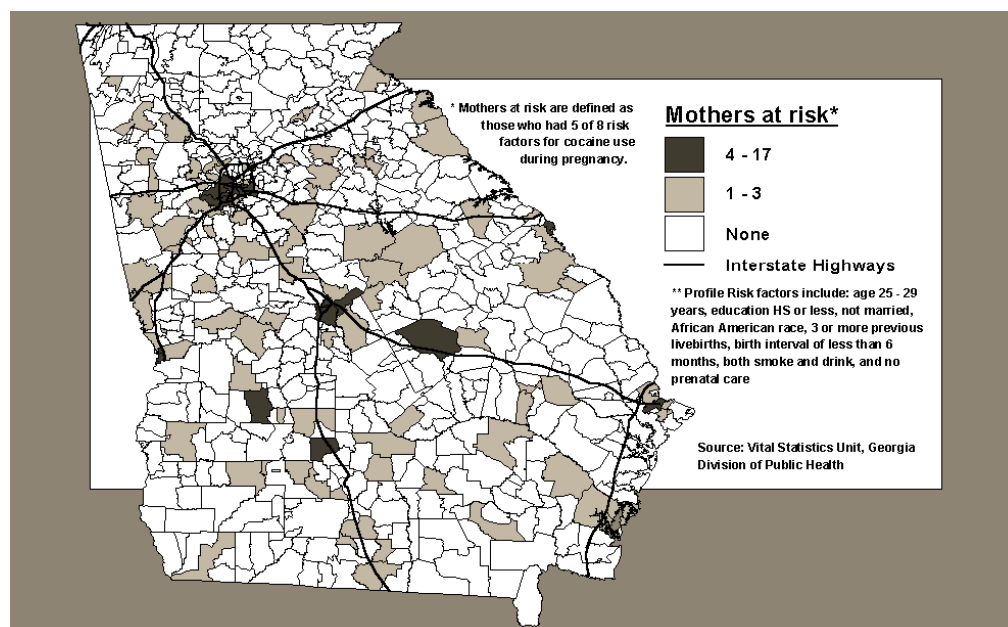 * Mothers at risk are defined as
those who had 5 of 8 risk
factors for cocaine use
during pregnancy.
Mothers at risk*
4 - 17
1 - 3
None
Interstate Highways
** Profile Risk factors include: age 25 - 29
years, education HS or less, not married,
African American race, 3 or more previous
livebirths, birth interval of less than 6
months, both smoke and drink, and no
prenatal care
Source: Vital Statistics Unit, Georgia
Division of Public Health